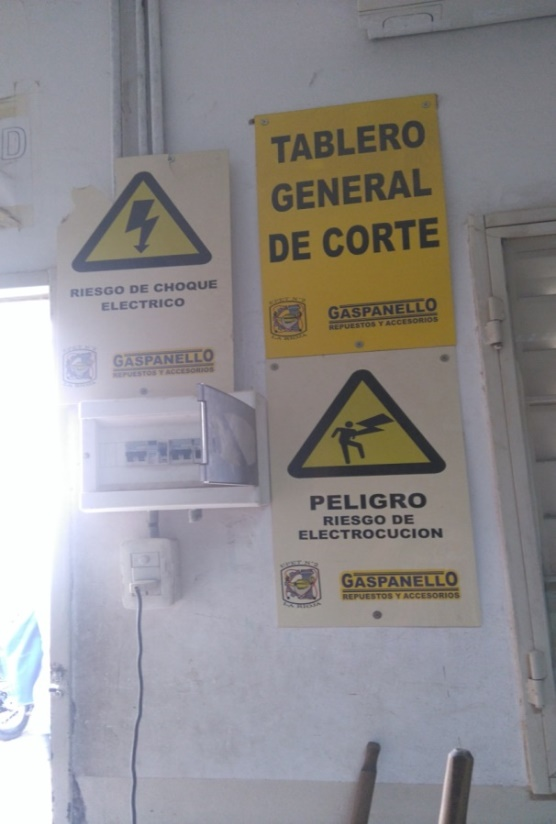 RIESGO DE CHOQUE
ELECTRICO
GASPANELLO
REPUESTOS Y ACCESORIOS
TABLERO
GENERAL
DE CORTE
GASPANELLO
REPUESTOS Y ACCESORIOS
PELIGRO
RIESGO DE
ELECTROCUCION
GASPANELLO
REPUESTOS Y ACCESORIOS
D